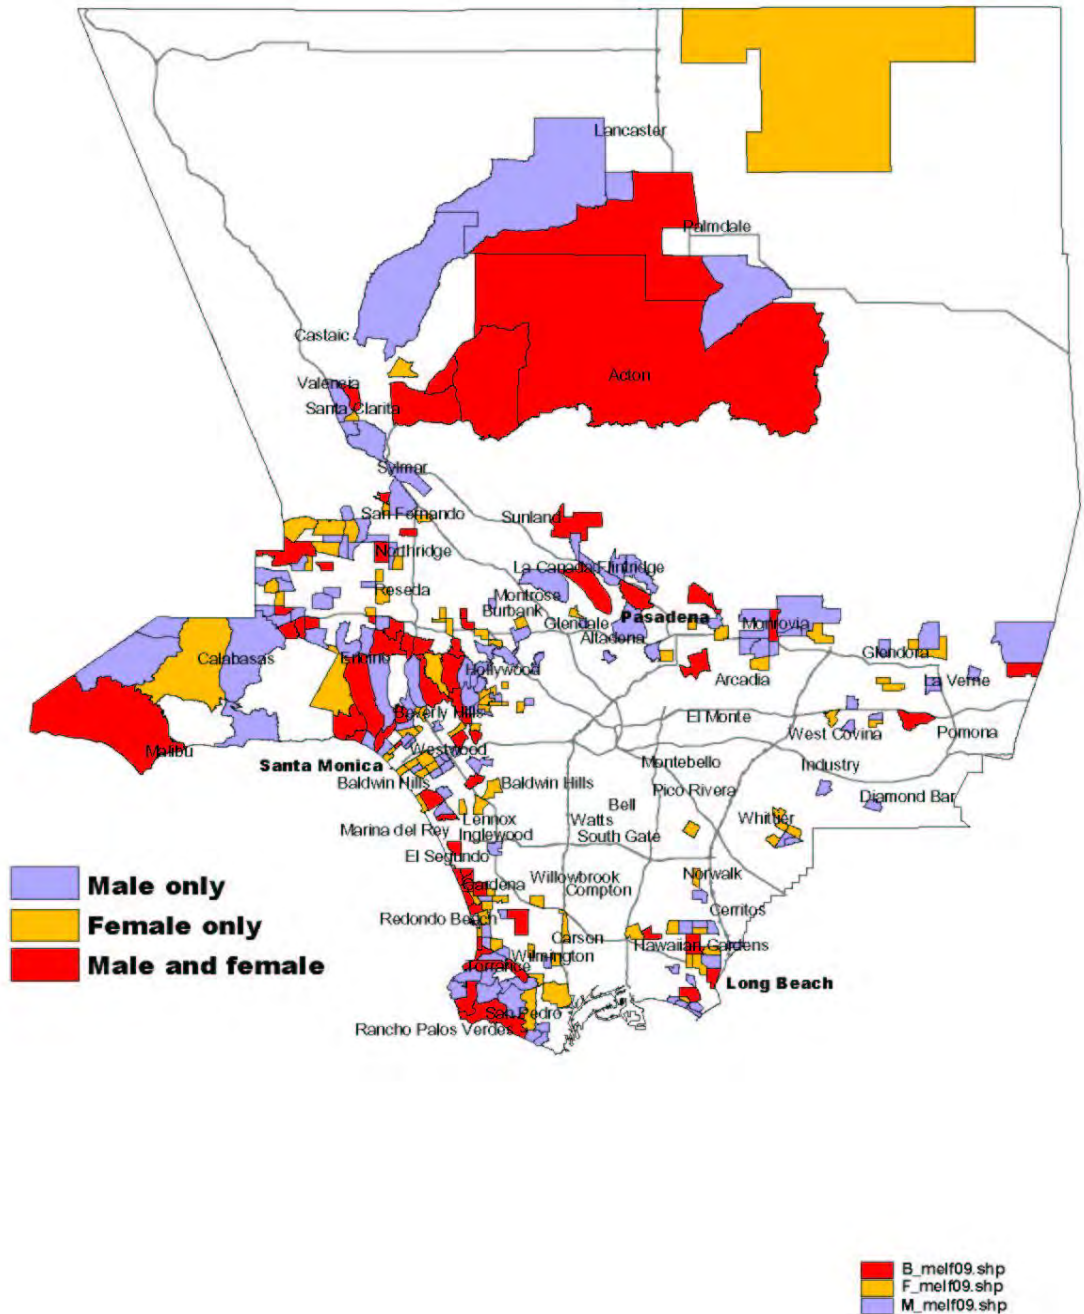 Lancaster
Palmdale
Castaic
Acton
Valencia
Santa Clarita
Sylmar
San Fernando
Sunland
Northridge
La Canada Flintridge
Reseda
Montrose
Burbank
Glendale
Pasadena
Altadena
Monrovia
Calabasas
Encino
Hollywood
Glendora
Arcadia
La Verne
Beverly Hills
El Monte
Malibu
Westwood
West Covina
Pomona
Santa Monica
Montebello
Industry
Baldwin Hills
Baldwin Hills
Pico Rivera
Diamond Bar
Bell
Marina del Rey
Lennox
Watts
Whittier
Inglewood
South Gate
El Segundo
Male only
Gardena
Willowbrook
Norwalk
Compton
Female only
Redondo Beach
Cerritos
Carson
Hawaiian Gardens
Male and female
Wilmington
Torrance
Long Beach
San Pedro
Rancho Palos Verdes
B_melf09.shp
F_melf09.shp
M_melf09.shp